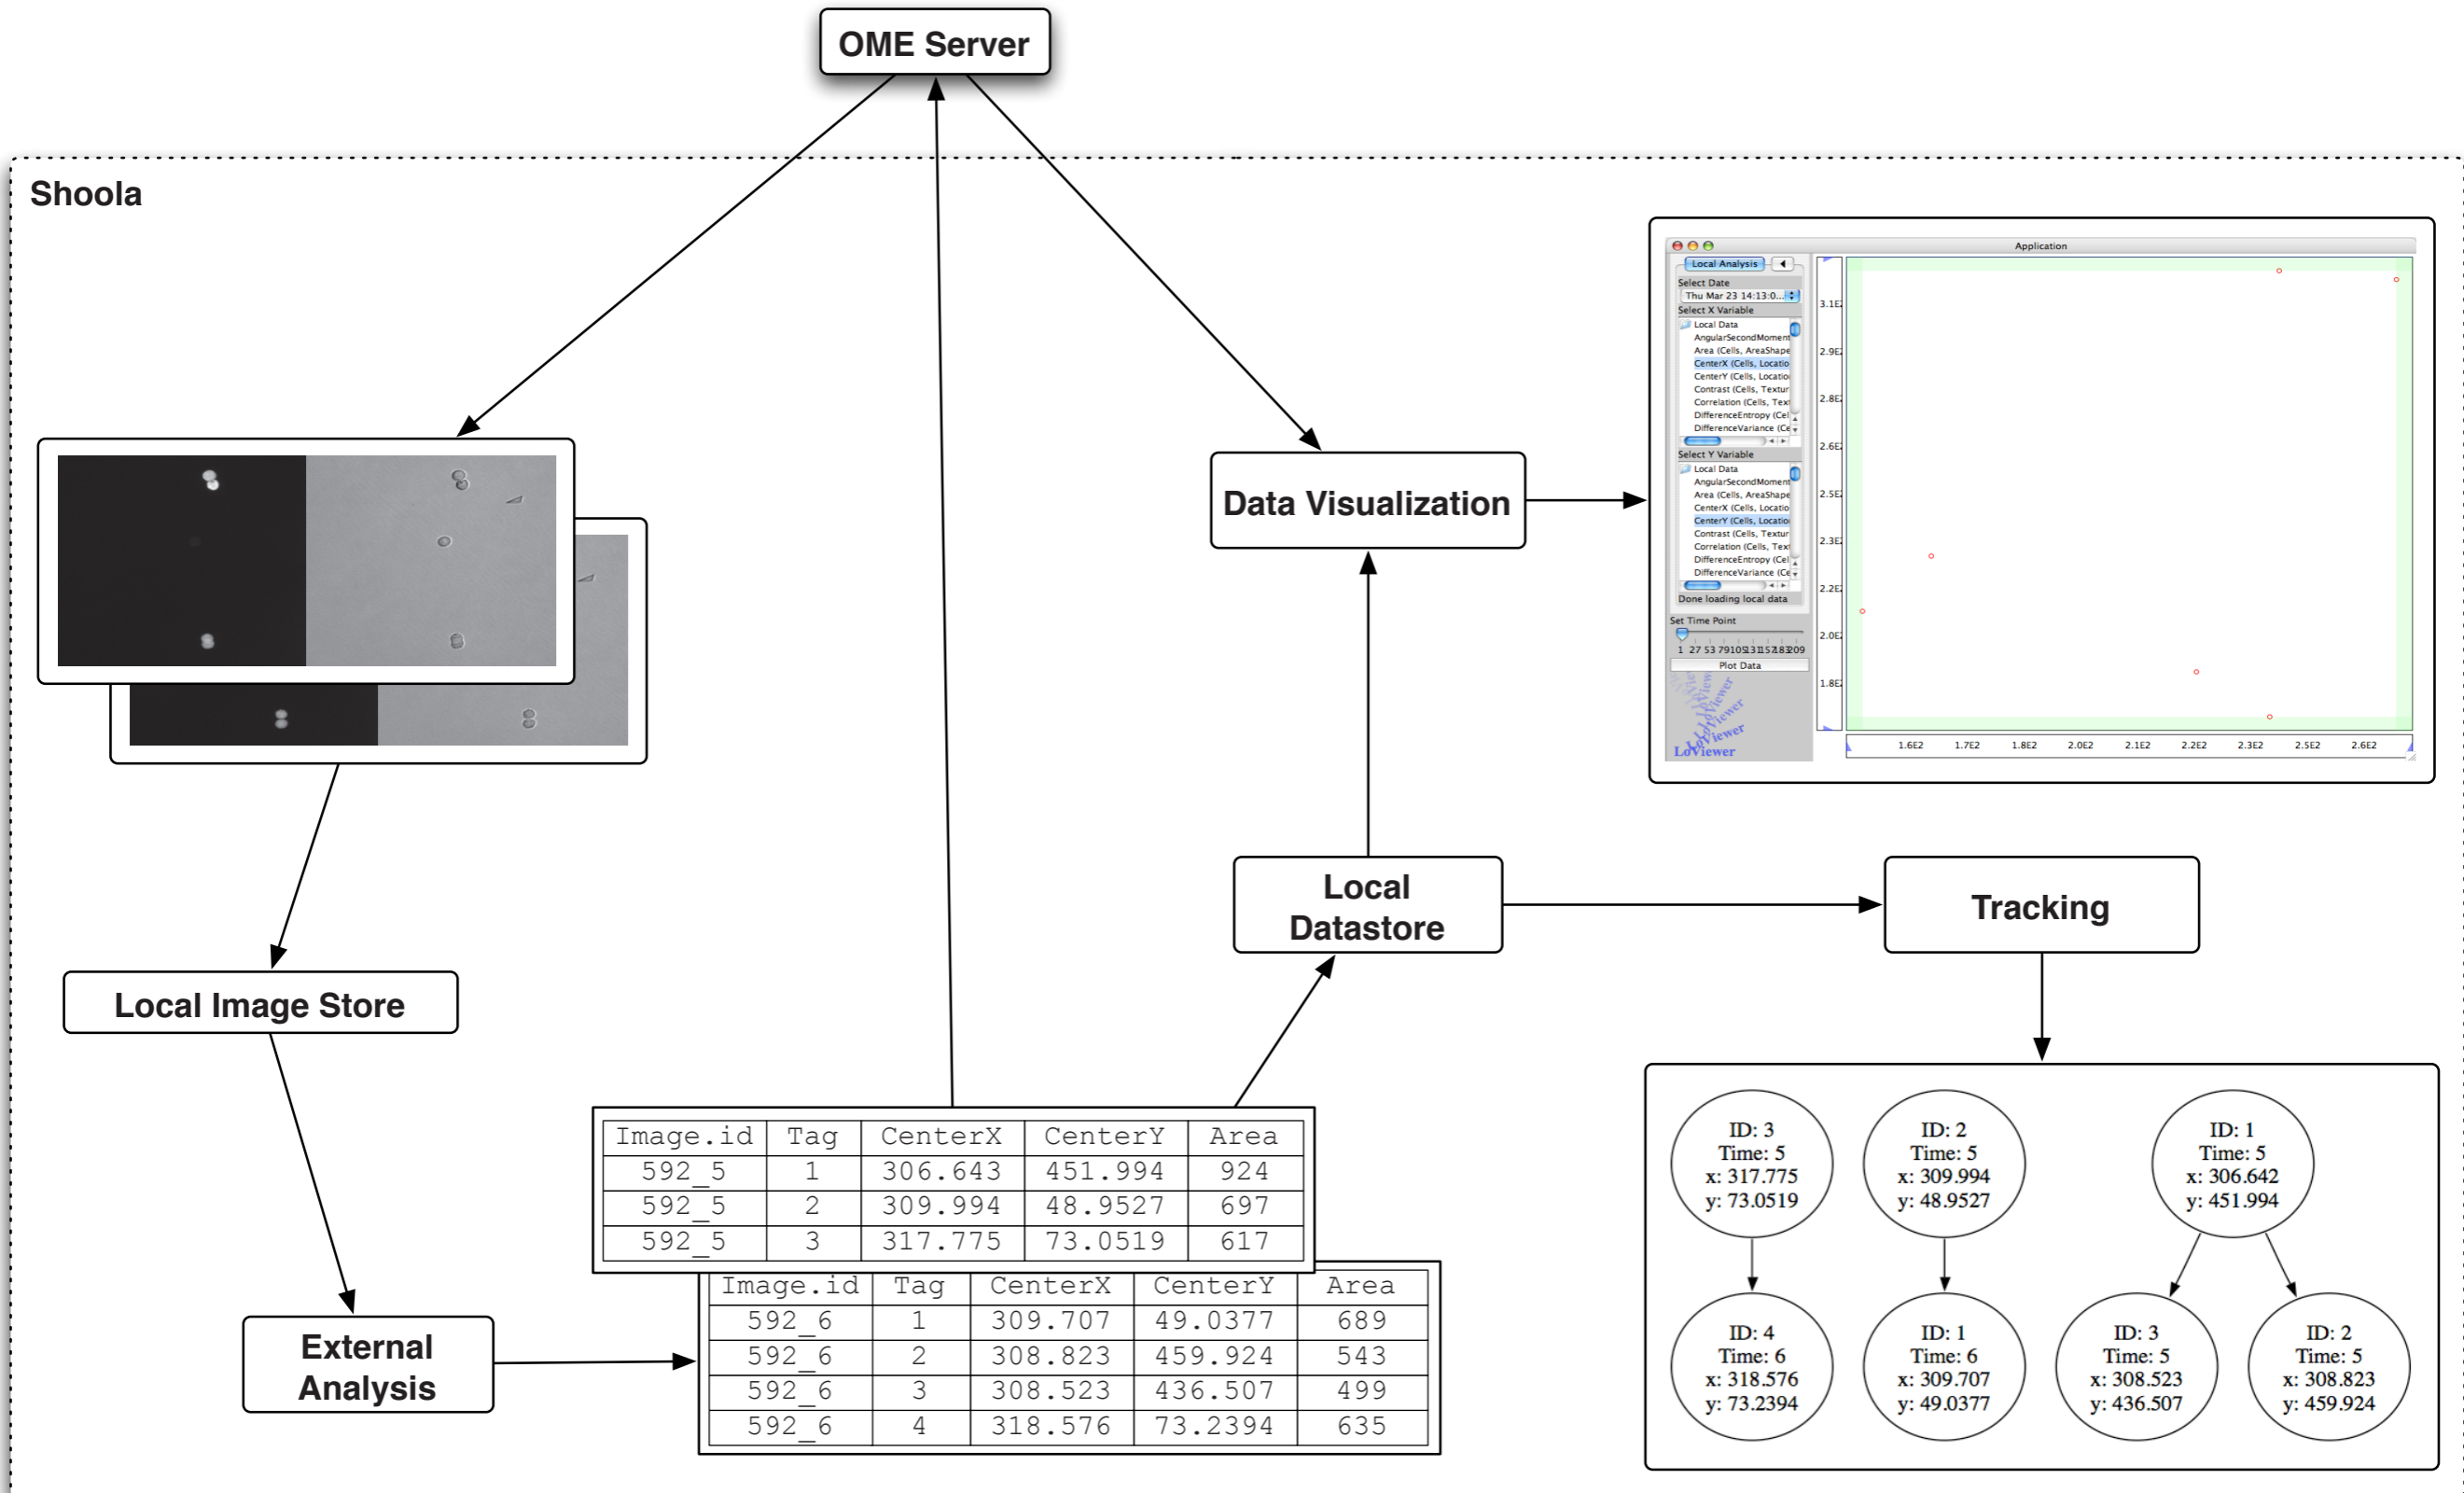 OME Server
Shoola
Application
Local Analysis
Select Date
Thu Mar 23 14:13:0...
Select X Variable
Local Data
AngularSecondMoment
Area (Cells, AreaShape
CenterX (Cells, Locatio
CenterY (Cells, Locatio
Contrast (Cells, Textur
Correlation (Cells, Tex
DifferenceEntropy (Cel
DifferenceVariance (Ce
Select Y Variable
Local Data
AngularSecondMoment
Area (Cells, AreaShape
CenterX (Cells, Locatio
CenterY (Cells, Locatio
Contrast (Cells, Textur
Correlation (Cells, Tex
DifferenceEntropy (Cel
DifferenceVariance (Ce
Done loading local data
Set Time Point
1 27 53 79105131157183209
Plot Data
LoViewer
3.1E2
2.9E2
2.8E2
2.6E2
2.5E2
2.3E2
2.2E2
2.0E2
1.8E2
1.6E2 1.7E2 1.8E2 2.0E2 2.1E2 2.2E2 2.3E2 2.5E2 2.6E2
Data Visualization
Local
Datastore
Tracking
Local Image Store
External
Analysis
Image.id Tag CenterX CenterY Area
592_5 1 306.643 451.994 924
592_5 2 309.994 48.9527 697
592_5 3 317.775 73.0519 617
Image.id Tag CenterX CenterY Area
592_6 1 309.707 49.0377 689
592_6 2 308.823 459.924 543
592_6 3 308.523 436.507 499
592_6 4 318.576 73.2394 635
ID: 3
Time: 5
x: 317.775
y: 73.0519
ID: 2
Time: 5
x: 309.994
y: 48.9527
ID: 1
Time: 5
x: 306.642
y: 451.994
ID: 4
Time: 6
x: 318.576
y: 73.2394
ID: 1
Time: 6
x: 309.707
y: 49.0377
ID: 3
Time: 5
x: 308.523
y: 436.507
ID: 2
Time: 5
x: 308.823
y: 459.924